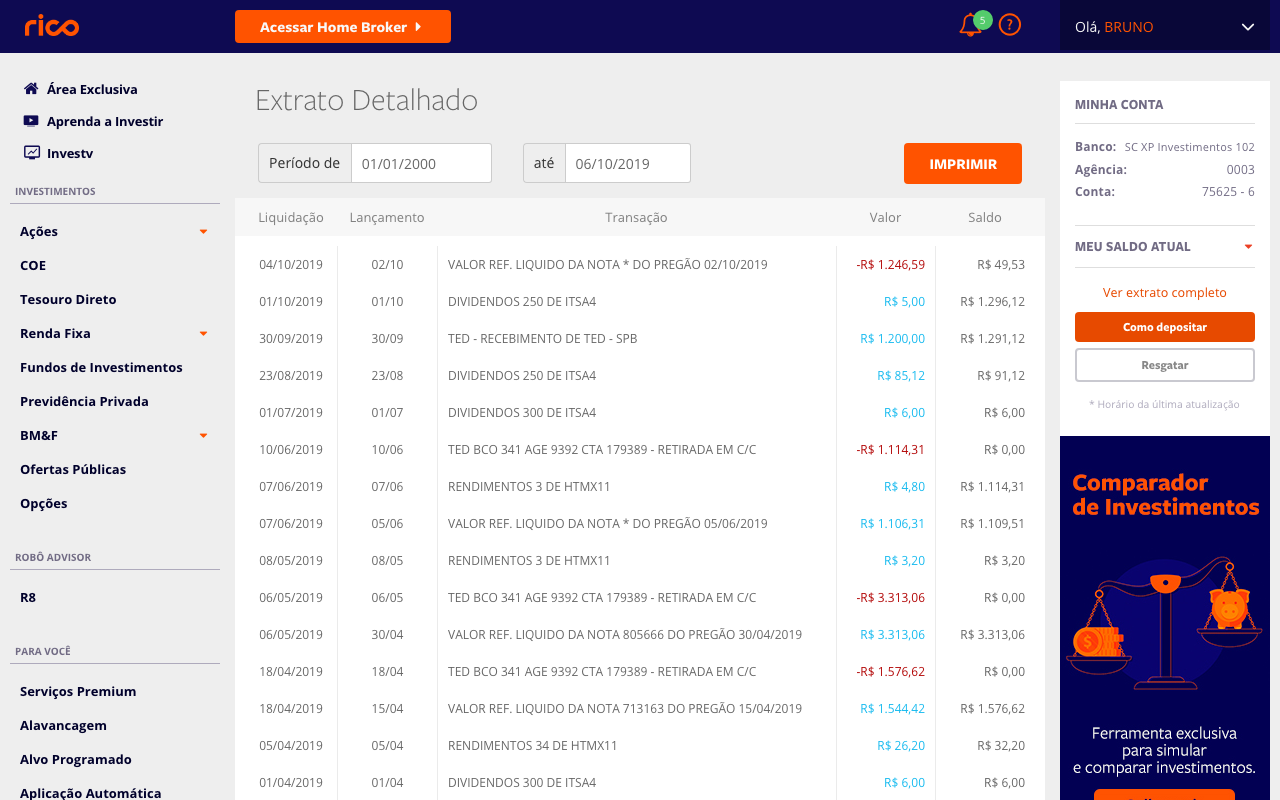 rico
Acessar Home Broker
5
?
Olá, BRUNO
Área Exclusiva
Aprenda a Investir
Investv
INVESTIMENTOS
Ações
COE
Tesouro Direto
Renda Fixa
Fundos de Investimentos
Previdência Privada
BM&F
Ofertas Públicas
Opções
ROBÔ ADVISOR
R8
PARA VOCÊ
Serviços Premium
Alavancagem
Alvo Programado
Aplicação Automática
Extrato Detalhado
Período de 01/01/2000 até 06/10/2019 IMPRIMIR
Liquidação Lançamento Transação Valor Saldo
04/10/2019 02/10 VALOR REF. LIQUIDO DA NOTA * DO PREGÃO 02/10/2019 -R$ 1.246,59 R$ 49,53
01/10/2019 01/10 DIVIDENDOS 250 DE ITSA4 R$ 5,00 R$ 1.296,12
30/09/2019 30/09 TED - RECEBIMENTO DE TED - SPB R$ 1.200,00 R$ 1.291,12
23/08/2019 23/08 DIVIDENDOS 250 DE ITSA4 R$ 85,12 R$ 91,12
01/07/2019 01/07 DIVIDENDOS 300 DE ITSA4 R$ 6,00 R$ 6,00
10/06/2019 10/06 TED BCO 341 AGE 9392 CTA 179389 - RETIRADA EM C/C -R$ 1.114,31 R$ 0,00
07/06/2019 07/06 RENDIMENTOS 3 DE HTMX11 R$ 4,80 R$ 1.114,31
07/06/2019 05/06 VALOR REF. LIQUIDO DA NOTA * DO PREGÃO 05/06/2019 R$ 1.106,31 R$ 1.109,51
08/05/2019 08/05 RENDIMENTOS 3 DE HTMX11 R$ 3,20 R$ 3,20
06/05/2019 06/05 TED BCO 341 AGE 9392 CTA 179389 - RETIRADA EM C/C -R$ 3.313,06 R$ 0,00
06/05/2019 30/04 VALOR REF. LIQUIDO DA NOTA 805666 DO PREGÃO 30/04/2019 R$ 3.313,06 R$ 3.313,06
18/04/2019 18/04 TED BCO 341 AGE 9392 CTA 179389 - RETIRADA EM C/C -R$ 1.576,62 R$ 0,00
18/04/2019 15/04 VALOR REF. LIQUIDO DA NOTA 713163 DO PREGÃO 15/04/2019 R$ 1.544,42 R$ 1.576,62
05/04/2019 05/04 RENDIMENTOS 34 DE HTMX11 R$ 26,20 R$ 32,20
01/04/2019 01/04 DIVIDENDOS 300 DE ITSA4 R$ 6,00 R$ 6,00
MINHA CONTA
Banco: SC XP Investimentos 102
Agência: 0003
Conta: 75625 - 6
MEU SALDO ATUAL
Ver extrato completo
Como depositar
Resgatar
* Horário da última atualização
Comparador
de Investimentos
$
Ferramenta exclusiva
para simular
e comparar investimentos.